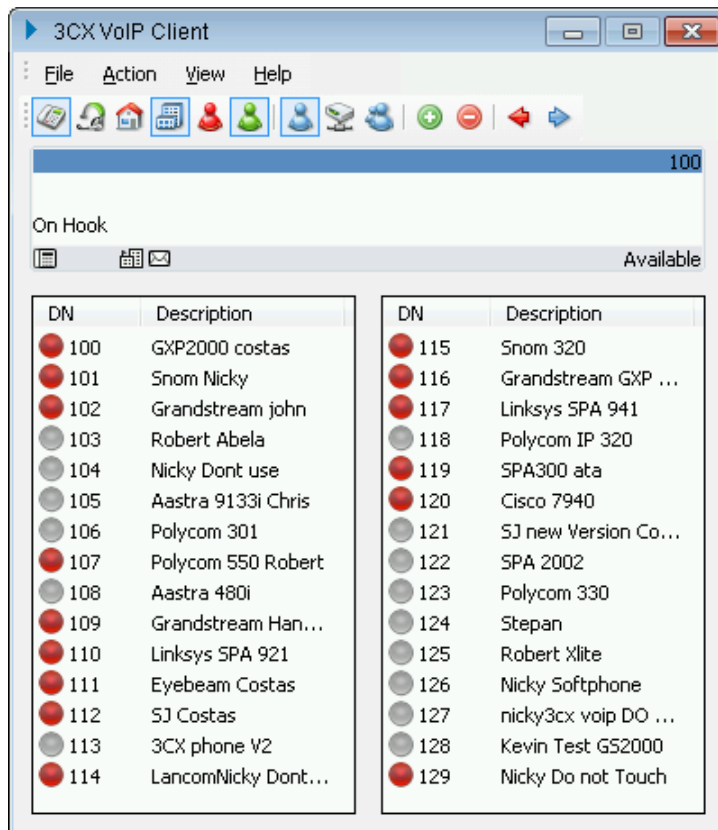 3CX VoIP Client
File Action View Help
100
On Hook
Available
DN Description
100 GXP2000 costas
101 Snom Nicky
102 Grandstream john
103 Robert Abela
104 Nicky Dont use
105 Aastra 9133i Chris
106 Polycom 301
107 Polycom 550 Robert
108 Aastra 480i
109 Grandstream Han...
110 Linksys SPA 921
111 Eyebeam Costas
112 SJ Costas
113 3CX phone V2
114 LancomNicky Dont...
DN Description
115 Snom 320
116 Grandstream GXP ...
117 Linksys SPA 941
118 Polycom IP 320
119 SPA300 ata
120 Cisco 7940
121 SJ new Version Co...
122 SPA 2002
123 Polycom 330
124 Stepan
125 Robert Xlite
126 Nicky Softphone
127 nicky3cx voip DO ...
128 Kevin Test GS2000
129 Nicky Do not Touch